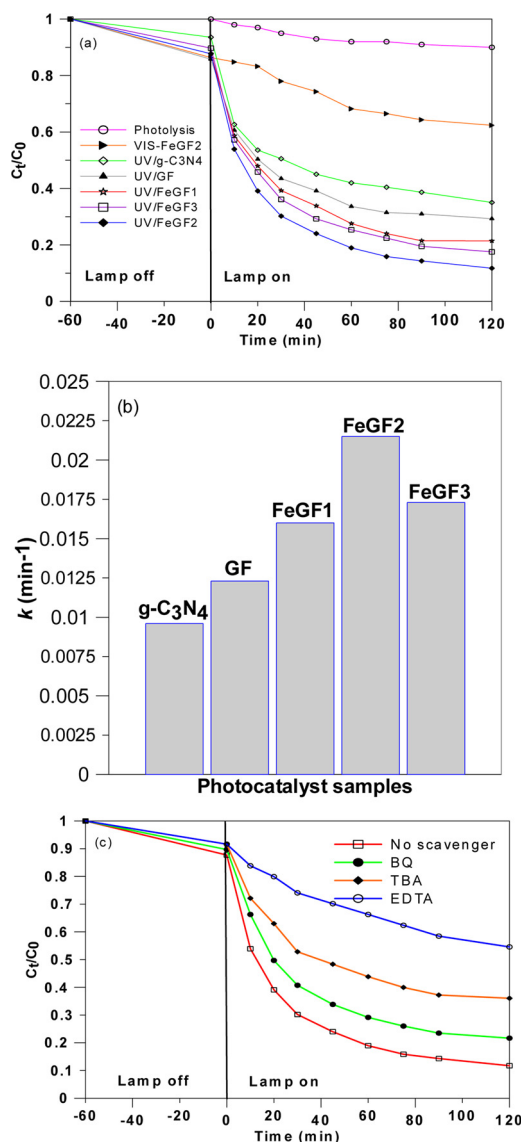 (a)
1
0.8
0.6
0.4
0.2
0
Ct/C0
Photolysis
VIS-FeGF2
UV/g-C3N4
UV/GF
UV/FeGF1
UV/FeGF3
UV/FeGF2
Lamp off Lamp on
-60 -40 -20 0 20 40 60 80 100 120
Time (min)
(b)
0.025
0.0225
0.02
0.0175
0.015
0.0125
0.01
0.0075
0.005
0.0025
0
k (min-1)
g-C3N4
GF
FeGF1
FeGF2
FeGF3
Photocatalyst samples
(c)
1
0.9
0.8
0.7
0.6
0.5
0.4
0.3
0.2
0.1
0
Ct/C0
No scavenger
BQ
TBA
EDTA
Lamp off Lamp on
-60 -40 -20 0 20 40 60 80 100 120
Time (min)